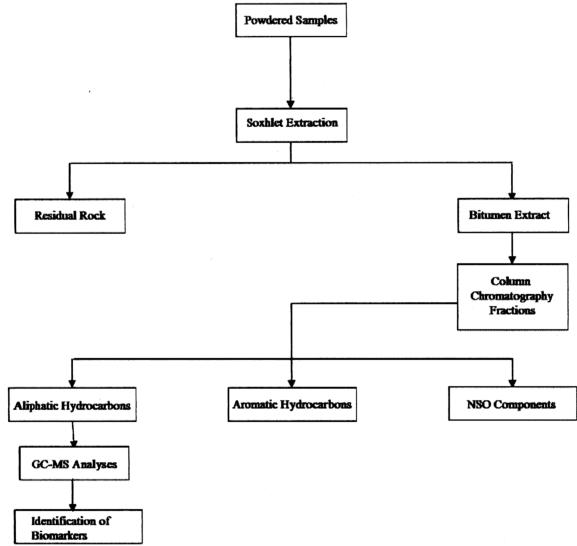 Powdered Samples
Soxhlet Extraction
Residual Rock
Bitumen Extract
Column
Chromatography
Fractions
Aliphatic Hydrocarbons
Aromatic Hydrocarbons
NSO Components
GC-MS Analyses
Identification of
Biomarkers